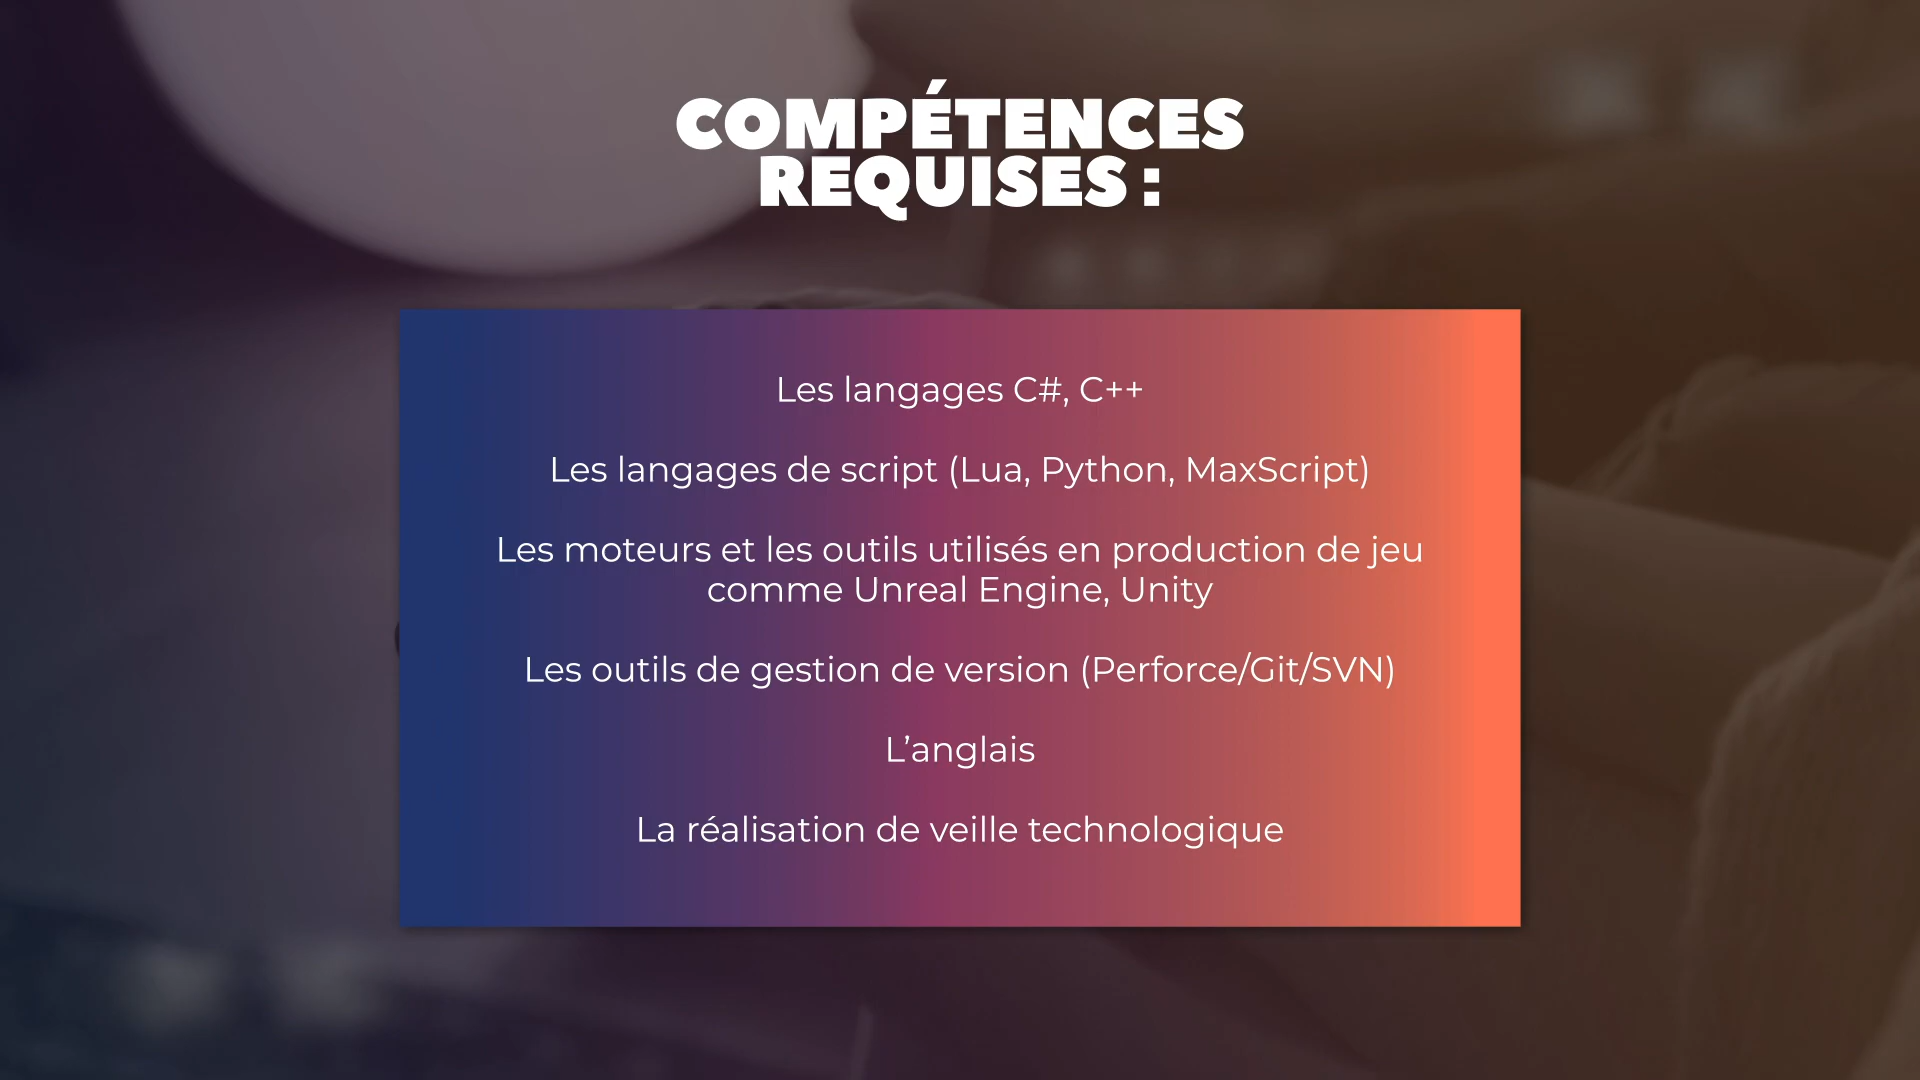 COMPÉTENCES
REQUISES :
Les langages C#, C++
Les langages de script (Lua, Python, MaxScript)
Les moteurs et les outils utilisés en production de jeu
comme Unreal Engine, Unity
Les outils de gestion de version (Perforce/Git/SVN)
L’anglais
La réalisation de veille technologique